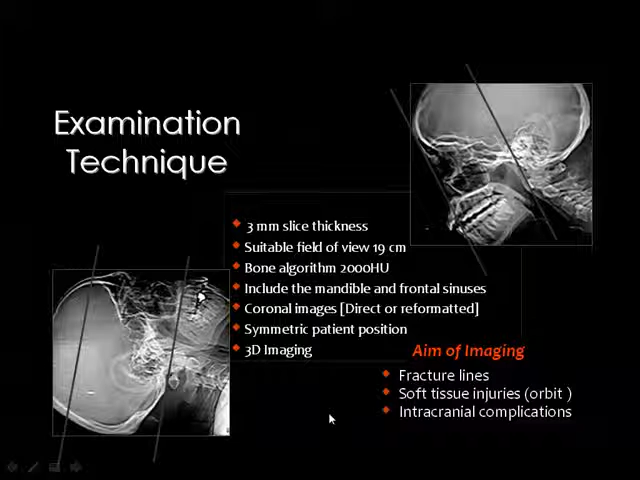 Examination
Technique
3 mm slice thickness
Suitable field of view 19 cm
Bone algorithm 2000HU
Include the mandible and frontal sinuses
Coronal images [Direct or reformatted]
Symmetric patient position
3D Imaging
Aim of Imaging
Fracture lines
Soft tissue injuries (orbit )
Intracranial complications